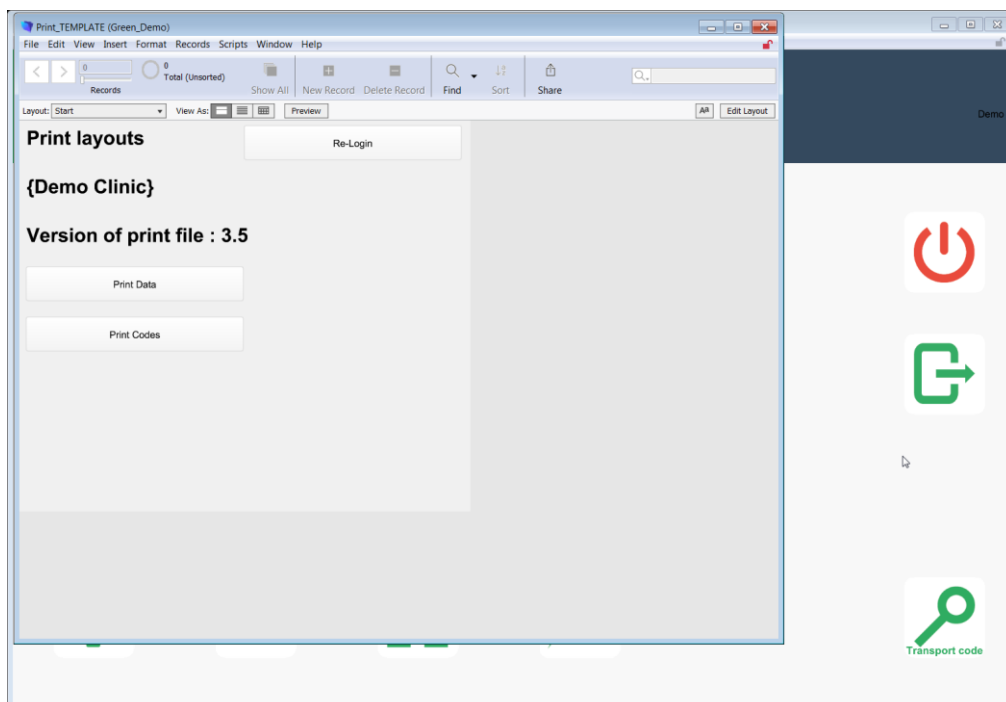 Print_TEMPLATE (Green_Demo)
File Edit View Insert Format Records Scripts Window Help
0
0
Total (Unsorted)
Records
Show All
New Record
Delete Record
Find
Sort
Share
Layout: Start
View As:
Preview
Aa
Edit Layout
Demo
Print layouts
Re-Login
{Demo Clinic}
Version of print file : 3.5
Print Data
Print Codes
Transport code